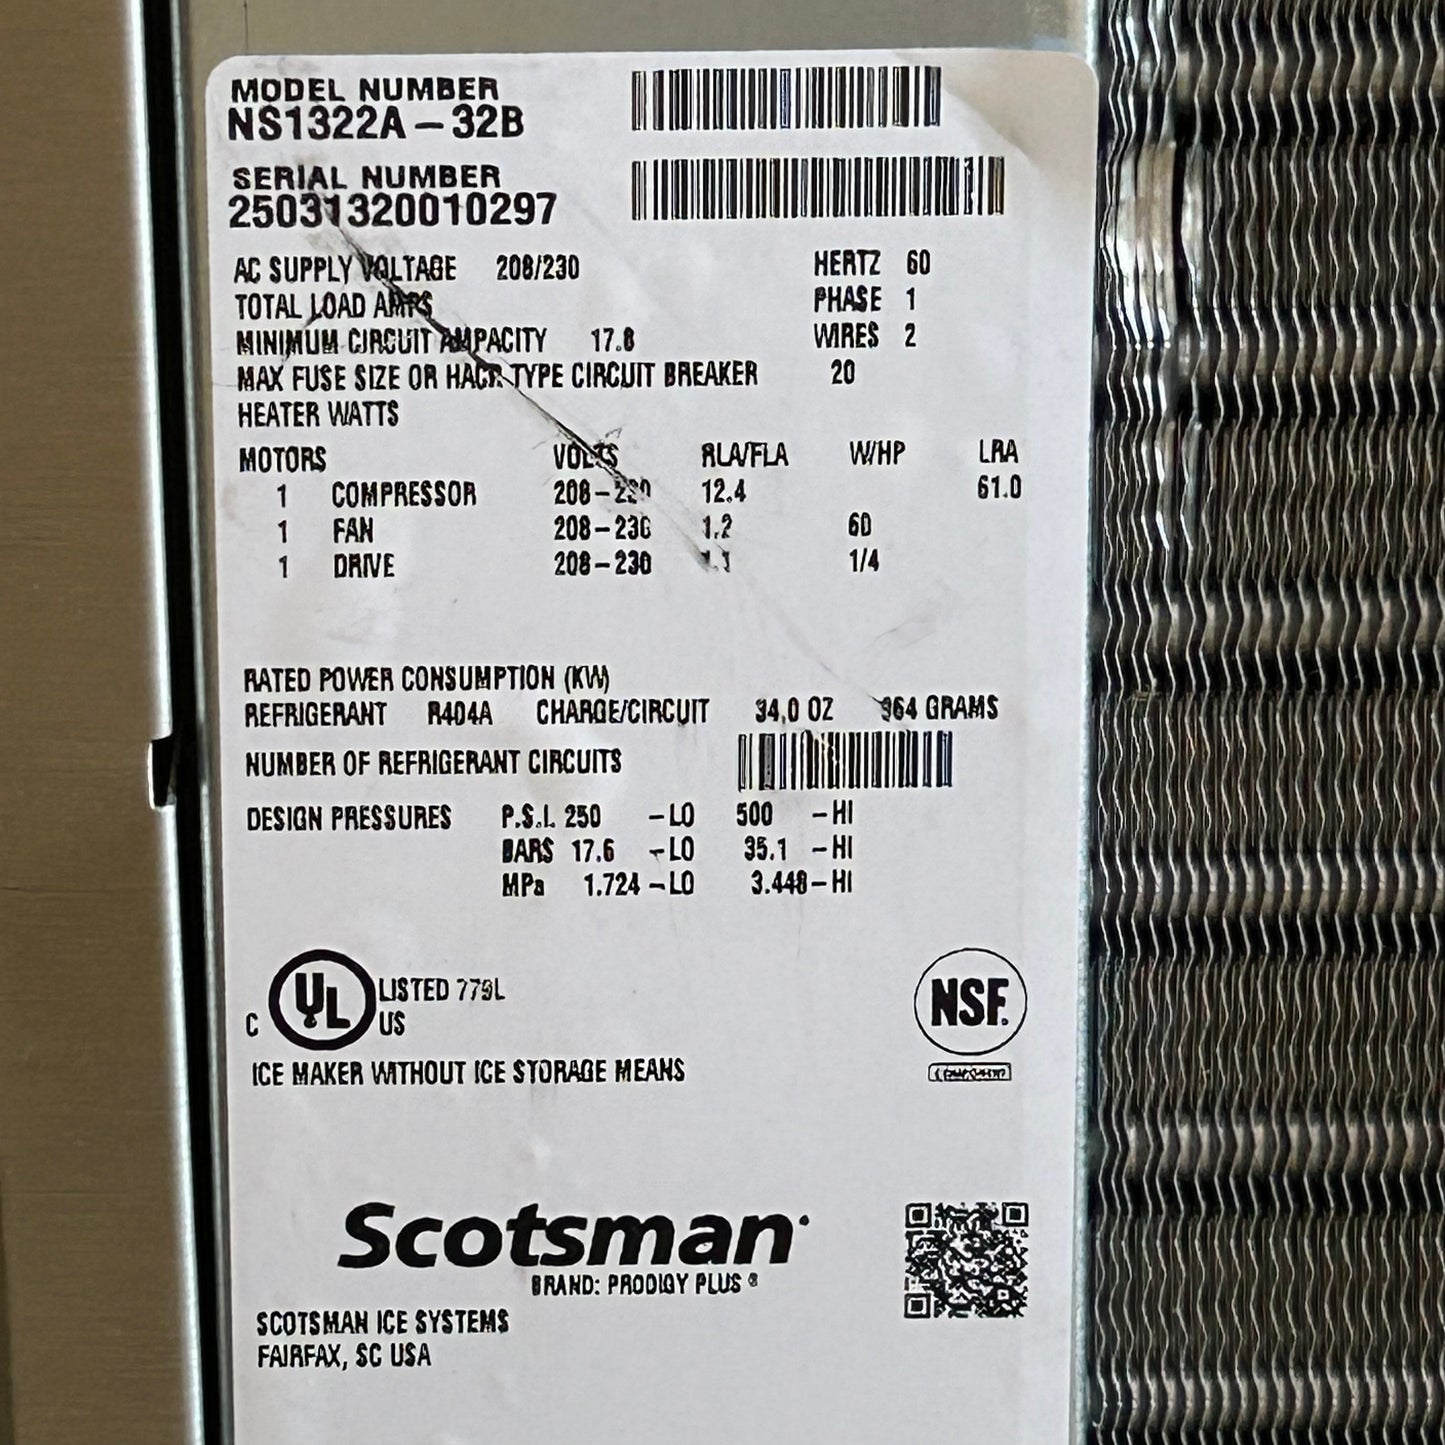 MODEL NUMBER
NS1322A-32B
SERIAL NUMBER
25031320010297
AC SUPPLY VOLTAGE 208/230 HERTZ 60
TOTAL LOAD AMPS PHASE 1
MINIMUM CIRCUIT AMPACITY 17.8 WIRES 2
MAX FUSE SIZE OR HACR TYPE CIRCUIT BREAKER 20
HEATER WATTS
MOTORS VOLTS RLA/FLA W/HP LRA
1 COMPRESSOR 208-230 12.4 61.0
1 FAN 208-230 1.2 60
1 DRIVE 208-230 1/4
RATED POWER CONSUMPTION (KW)
REFRIGERANT R404A CHARGE/CIRCUIT 34.0 OZ 964 GRAMS
NUMBER OF REFRIGERANT CIRCUITS
DESIGN PRESSURES P.S.I. 250 -LO 500 -HI
BARS 17.6 -LO 35.1 -HI
MPa 1.724-LO 3.448-HI
C UL US LISTED 779L
NSF.
ICE MAKER WITHOUT ICE STORAGE MEANS
Scotsman
BRAND: PRODIGY PLUS ®
SCOTSMAN ICE SYSTEMS
FAIRFAX, SC USA